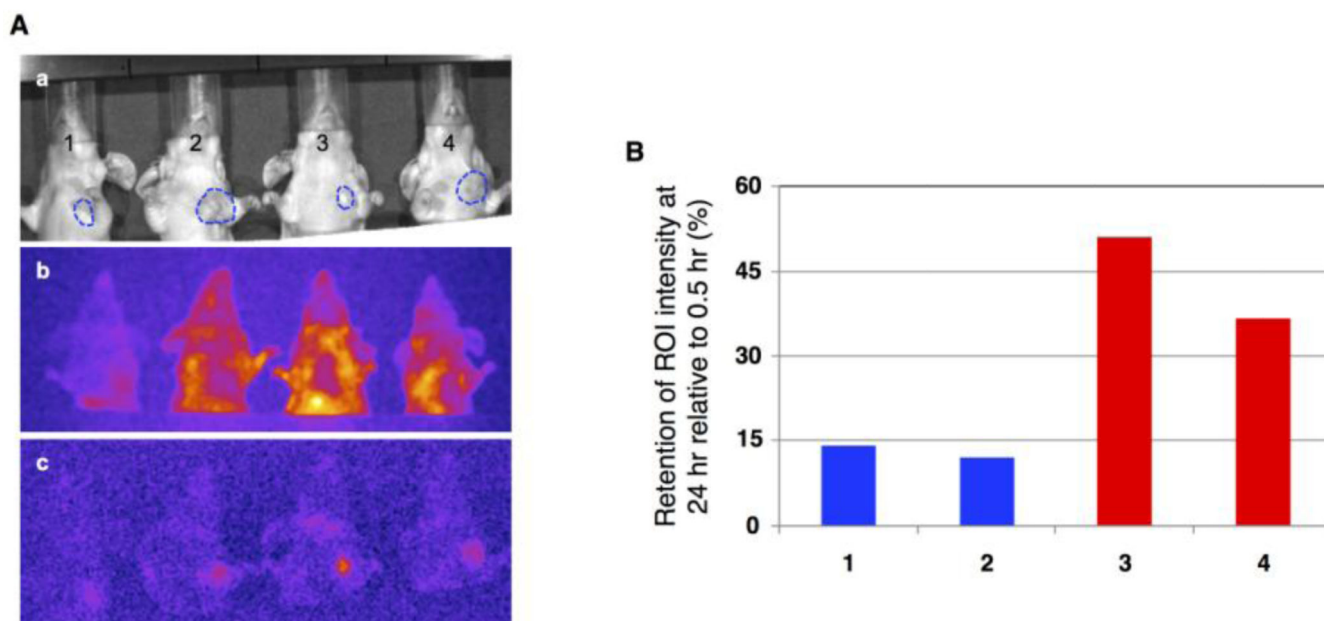 A
a
1 2 3 4
b
c
B
Retention of ROI intensity at
24 hr relative to 0.5 hr (%)
60
45
30
15
0
1 2 3 4